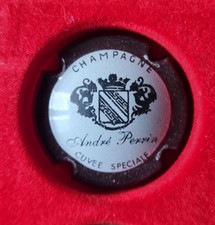 CHAMPAGNE
André Perrin
CUVEE SPECIALE